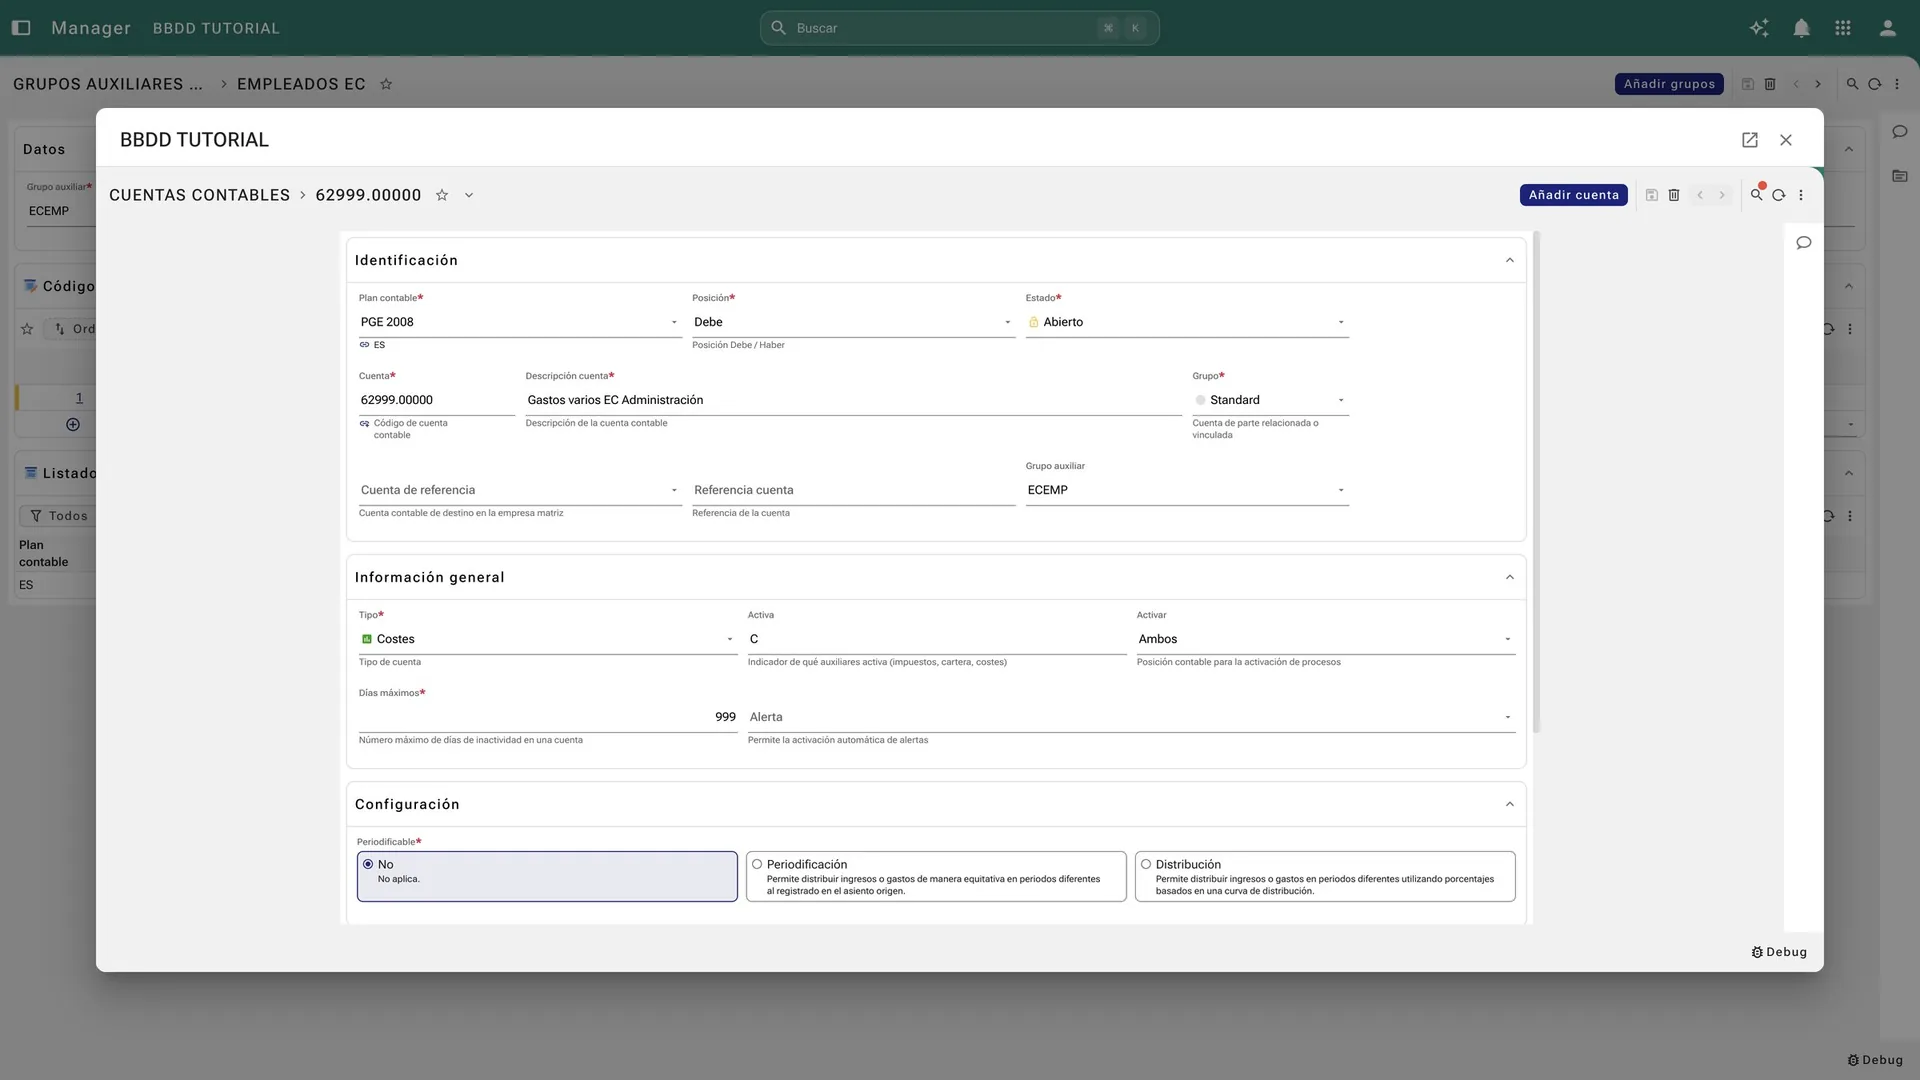 Manager
BBDD TUTORIAL
Buscar
⌘ K
GRUPOS AUXILIARES ... > EMPLEADOS EC
Añadir grupos
Datos
Grupo auxiliar*
ECEMP
Código
Ord
1
Listado
Todos
Plan
contable
ES
BBDD TUTORIAL
CUENTAS CONTABLES > 62999.00000
Añadir cuenta
Identificación
Plan contable*
PGE 2008
ES
Posición*
Debe
Posición Debe / Haber
Estado*
Abierto
Cuenta*
62999.00000
Código de cuenta
contable
Descripción cuenta*
Gastos varios EC Administración
Descripción de la cuenta contable
Grupo*
Standard
Cuenta de parte relacionada o
vinculada
Cuenta de referencia
Cuenta contable de destino en la empresa matriz
Referencia cuenta
Referencia de la cuenta
Grupo auxiliar
ECEMP
Información general
Tipo*
Costes
Tipo de cuenta
Activa
C
Indicador de qué auxiliares activa (impuestos, cartera, costes)
Activar
Ambos
Posición contable para la activación de procesos
Días máximos*
999
Número máximo de días de inactividad en una cuenta
Alerta
Permite la activación automática de alertas
Configuración
Periodificable*
No
No aplica.
Periodificación
Permite distribuir ingresos o gastos de manera equitativa en periodos diferentes
al registrado en el asiento origen.
Distribución
Permite distribuir ingresos o gastos en periodos diferentes utilizando porcentajes
basados en una curva de distribución.
Debug
Debug